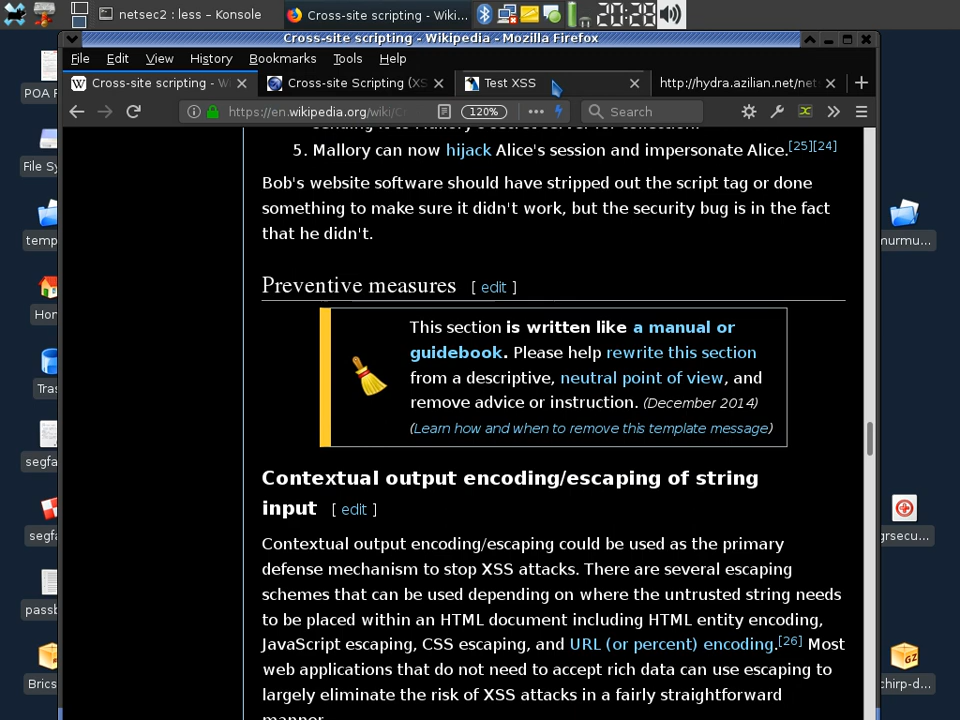 netsec2 : less – Konsole
Cross-site scripting - Wiki...
20:28
Cross-site scripting - Wikipedia - Mozilla Firefox
File Edit View History Bookmarks Tools Help
Cross-site scripting - Wi
Cross-site Scripting (XS
Test XSS
http://hydra.azilian.net/net
https://en.wikipedia.org/wiki/C
120%
Search
5. Mallory can now hijack Alice's session and impersonate Alice.[25][24]
Bob's website software should have stripped out the script tag or done
something to make sure it didn't work, but the security bug is in the fact
that he didn't.
Preventive measures [ edit ]
This section is written like a manual or
guidebook. Please help rewrite this section
from a descriptive, neutral point of view, and
remove advice or instruction. (December 2014)
(Learn how and when to remove this template message)
Contextual output encoding/escaping of string
input [ edit ]
Contextual output encoding/escaping could be used as the primary
defense mechanism to stop XSS attacks. There are several escaping
schemes that can be used depending on where the untrusted string needs
to be placed within an HTML document including HTML entity encoding,
JavaScript escaping, CSS escaping, and URL (or percent) encoding.[26] Most
web applications that do not need to accept rich data can use escaping to
largely eliminate the risk of XSS attacks in a fairly straightforward
manner.
POA F
File Sy
temp
Hor
Tras
segfa
segfa
passb
Brics
murmu...
grsecu...
chirp-d...
GZ